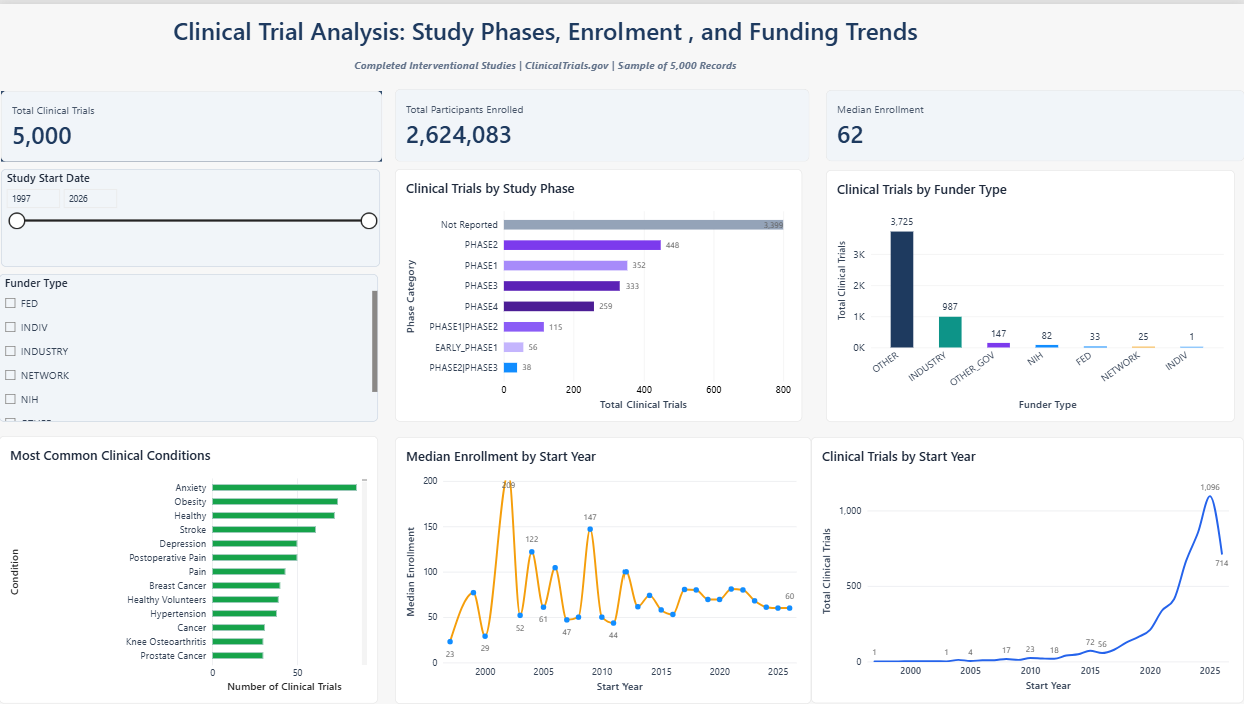 Clinical Trial Analysis: Study Phases, Enrolment , and Funding Trends
Completed Interventional Studies | ClinicalTrials.gov | Sample of 5,000 Records
Total Clinical Trials
5,000
Total Participants Enrolled
2,624,083
Median Enrollment
62
Study Start Date
1997
2026
Funder Type
FED
INDIV
INDUSTRY
NETWORK
NIH
Clinical Trials by Study Phase
Phase Category
Not Reported
3,399
PHASE2
448
PHASE1
352
PHASE3
333
PHASE4
259
PHASE1|PHASE2
115
EARLY_PHASE1
56
PHASE2|PHASE3
38
0
200
400
600
800
Total Clinical Trials
Clinical Trials by Funder Type
Total Clinical Trials
3K
2K
1K
0K
3,725
987
147
82
33
25
1
OTHER
INDUSTRY
OTHER_GOV
NIH
FED
NETWORK
INDIV
Funder Type
Most Common Clinical Conditions
Condition
Anxiety
Obesity
Healthy
Stroke
Depression
Postoperative Pain
Pain
Breast Cancer
Healthy Volunteers
Hypertension
Cancer
Knee Osteoarthritis
Prostate Cancer
0
50
Number of Clinical Trials
Median Enrollment by Start Year
Median Enrollment
200
150
100
50
0
23
29
209
52
122
61
47
147
44
60
2000
2005
2010
2015
2020
2025
Start Year
Clinical Trials by Start Year
Total Clinical Trials
1,000
500
0
1
1
4
17
23
18
72
56
1,096
714
2000
2005
2010
2015
2020
2025
Start Year